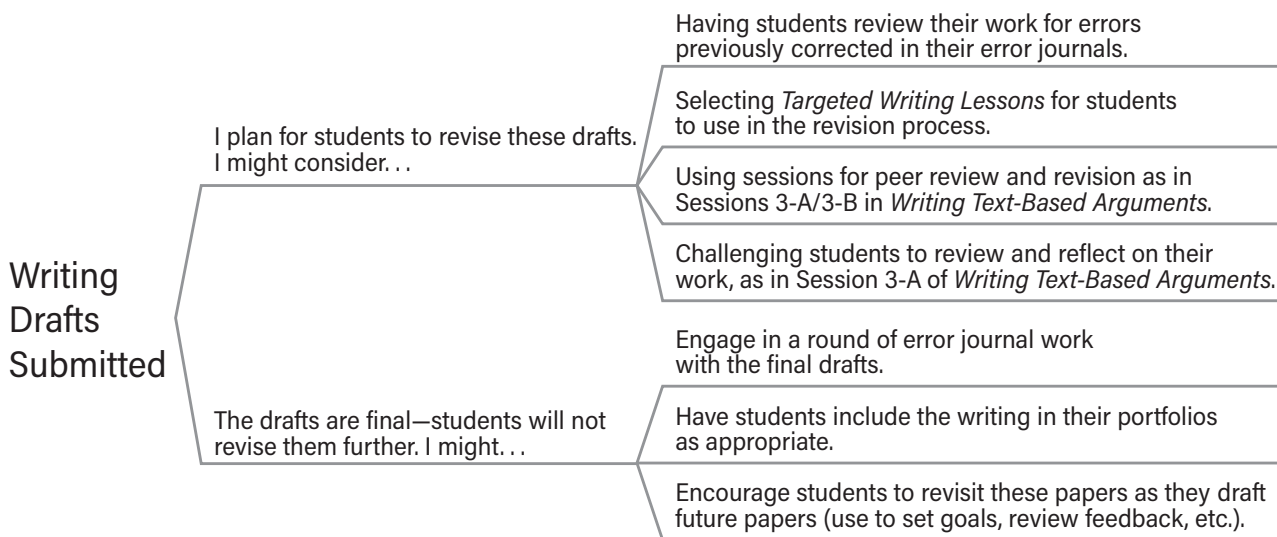 Writing
Drafts
Submitted
I plan for students to revise these drafts.
I might consider. . .
Having students review their work for errors
previously corrected in their error journals.
Selecting Targeted Writing Lessons for students
to use in the revision process.
Using sessions for peer review and revision as in
Sessions 3-A/3-B in Writing Text-Based Arguments.
Challenging students to review and reflect on their
work, as in Session 3-A of Writing Text-Based Arguments.
The drafts are final—students will not
revise them further. I might. . .
Engage in a round of error journal work
with the final drafts.
Have students include the writing in their portfolios
as appropriate.
Encourage students to revisit these papers as they draft
future papers (use to set goals, review feedback, etc.).